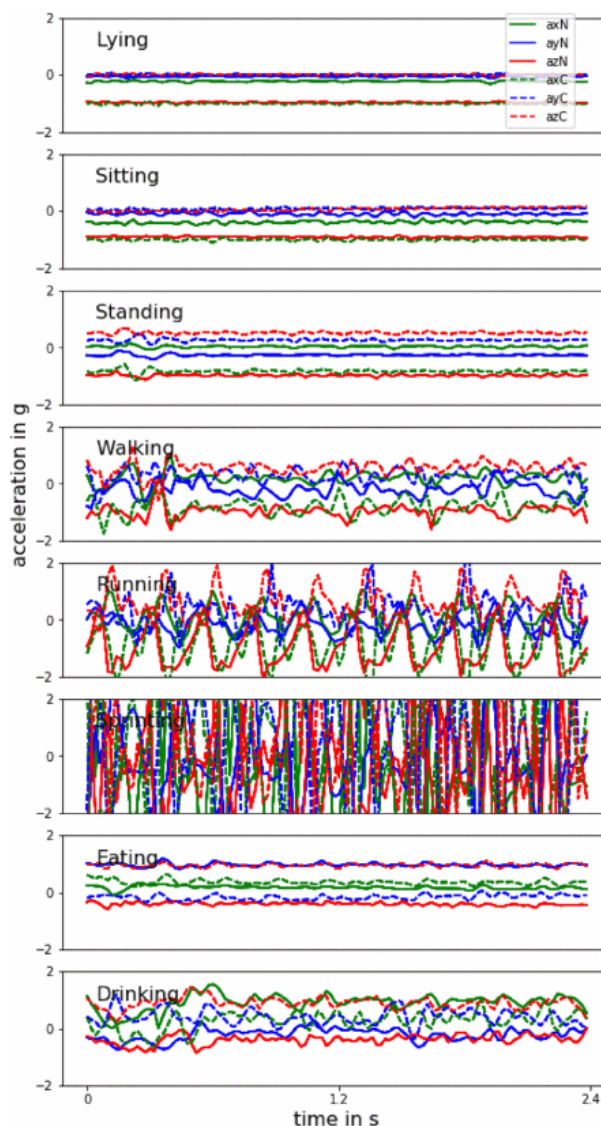 2
Lying
axN
ayN
azN
axC
ayC
azC
0
−2
2
Sitting
0
−2
2
Standing
0
−2
2
Walking
0
−2
2
Running
0
−2
2
Sprinting
0
−2
2
Eating
0
−2
2
Drinking
0
−2
0
1.2
2.4
acceleration in g
time in s